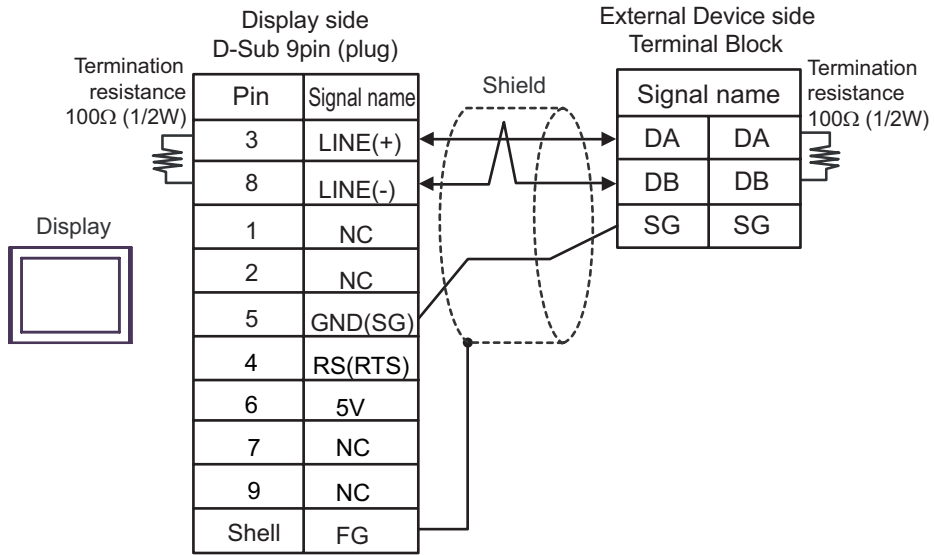 Display side
D-Sub 9pin (plug)
External Device side
Terminal Block
Termination
resistance
100Ω (1/2W)
Shield
Termination
resistance
100Ω (1/2W)
Pin Signal name
3 LINE(+)
8 LINE(-)
1 NC
2 NC
5 GND(SG)
4 RS(RTS)
6 5V
7 NC
9 NC
Shell FG
Signal name
DA DA
DB DB
SG SG
Display